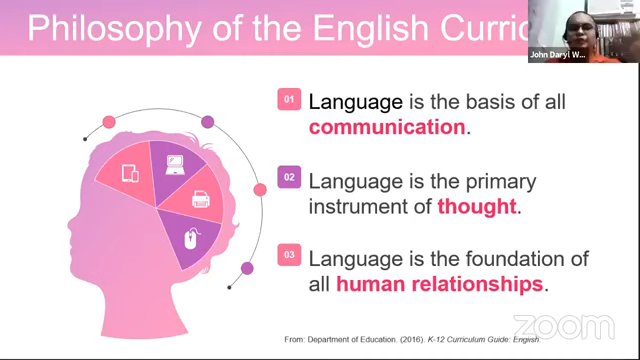 Philosophy of the English Curric
John Daryl W...
01
Language is the basis of all
communication.
02
Language is the primary
instrument of thought.
03
Language is the foundation of
all human relationships.
From: Department of Education. (2016). K-12 Curriculum Guide: English.
zoom